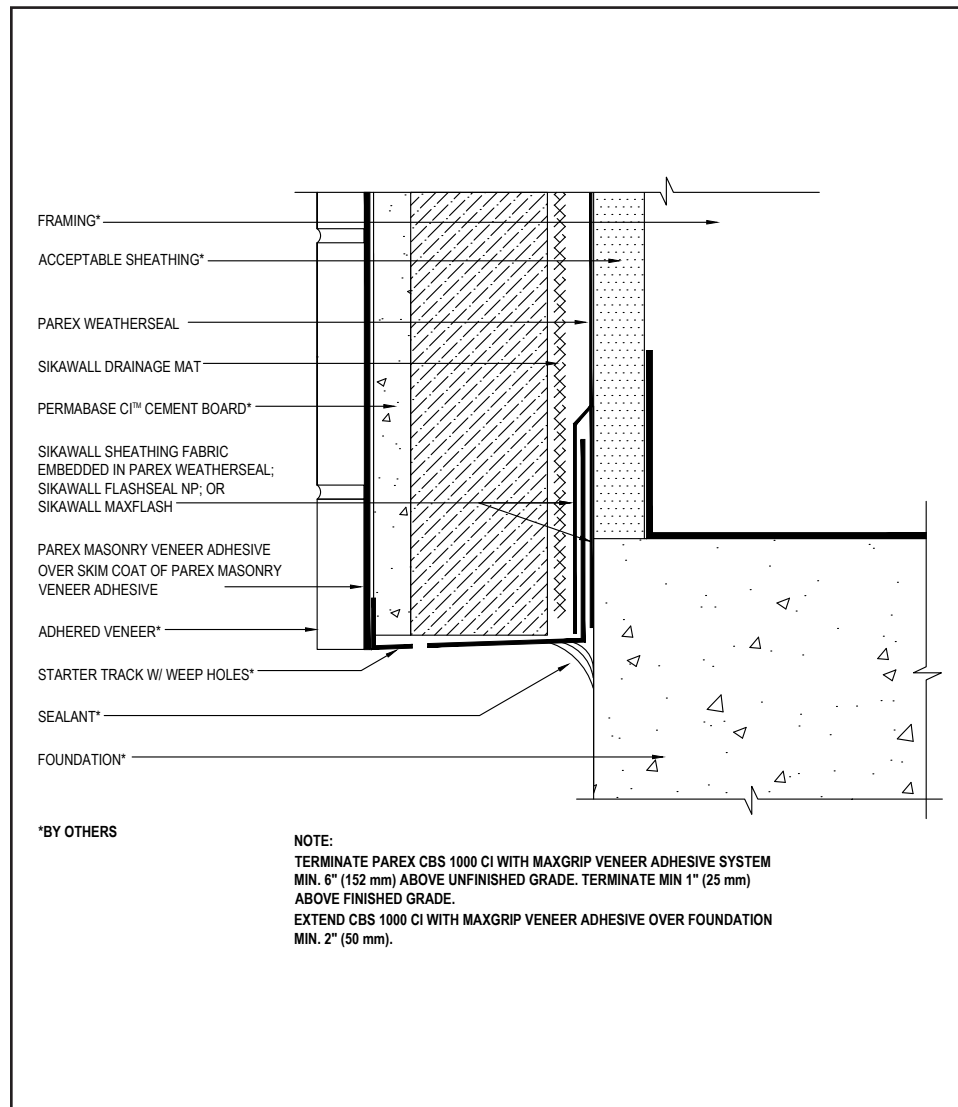 FRAMING*
ACCEPTABLE SHEATHING*
PAREX WEATHERSEAL
SIKAWALL DRAINAGE MAT
PERMABASE CI™ CEMENT BOARD*
SIKAWALL SHEATHING FABRIC
EMBEDDED IN PAREX WEATHERSEAL;
SIKAWALL FLASHSEAL NP; OR
SIKAWALL MAXFLASH
PAREX MASONRY VENEER ADHESIVE
OVER SKIM COAT OF PAREX MASONRY
VENEER ADHESIVE
ADHERED VENEER*
STARTER TRACK W/ WEEP HOLES*
SEALANT*
FOUNDATION*
*BY OTHERS
NOTE:
TERMINATE PAREX CBS 1000 CI WITH MAXGRIP VENEER ADHESIVE SYSTEM
MIN. 6" (152 mm) ABOVE UNFINISHED GRADE. TERMINATE MIN 1" (25 mm)
ABOVE FINISHED GRADE.
EXTEND CBS 1000 CI WITH MAXGRIP VENEER ADHESIVE OVER FOUNDATION
MIN. 2" (50 mm).